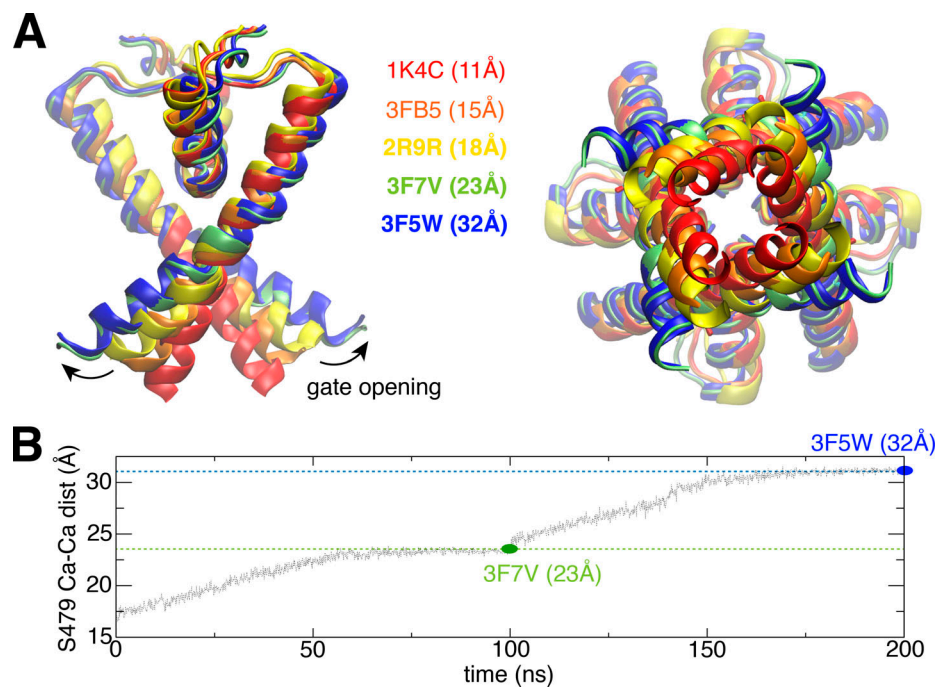 A
1K4C (11Å)
3FB5 (15Å)
2R9R (18Å)
3F7V (23Å)
3F5W (32Å)
gate opening
B
3F5W (32Å)
S479 Ca-Ca dist (Å)
30
25
20
15
3F7V (23Å)
0
50
100
150
200
time (ns)